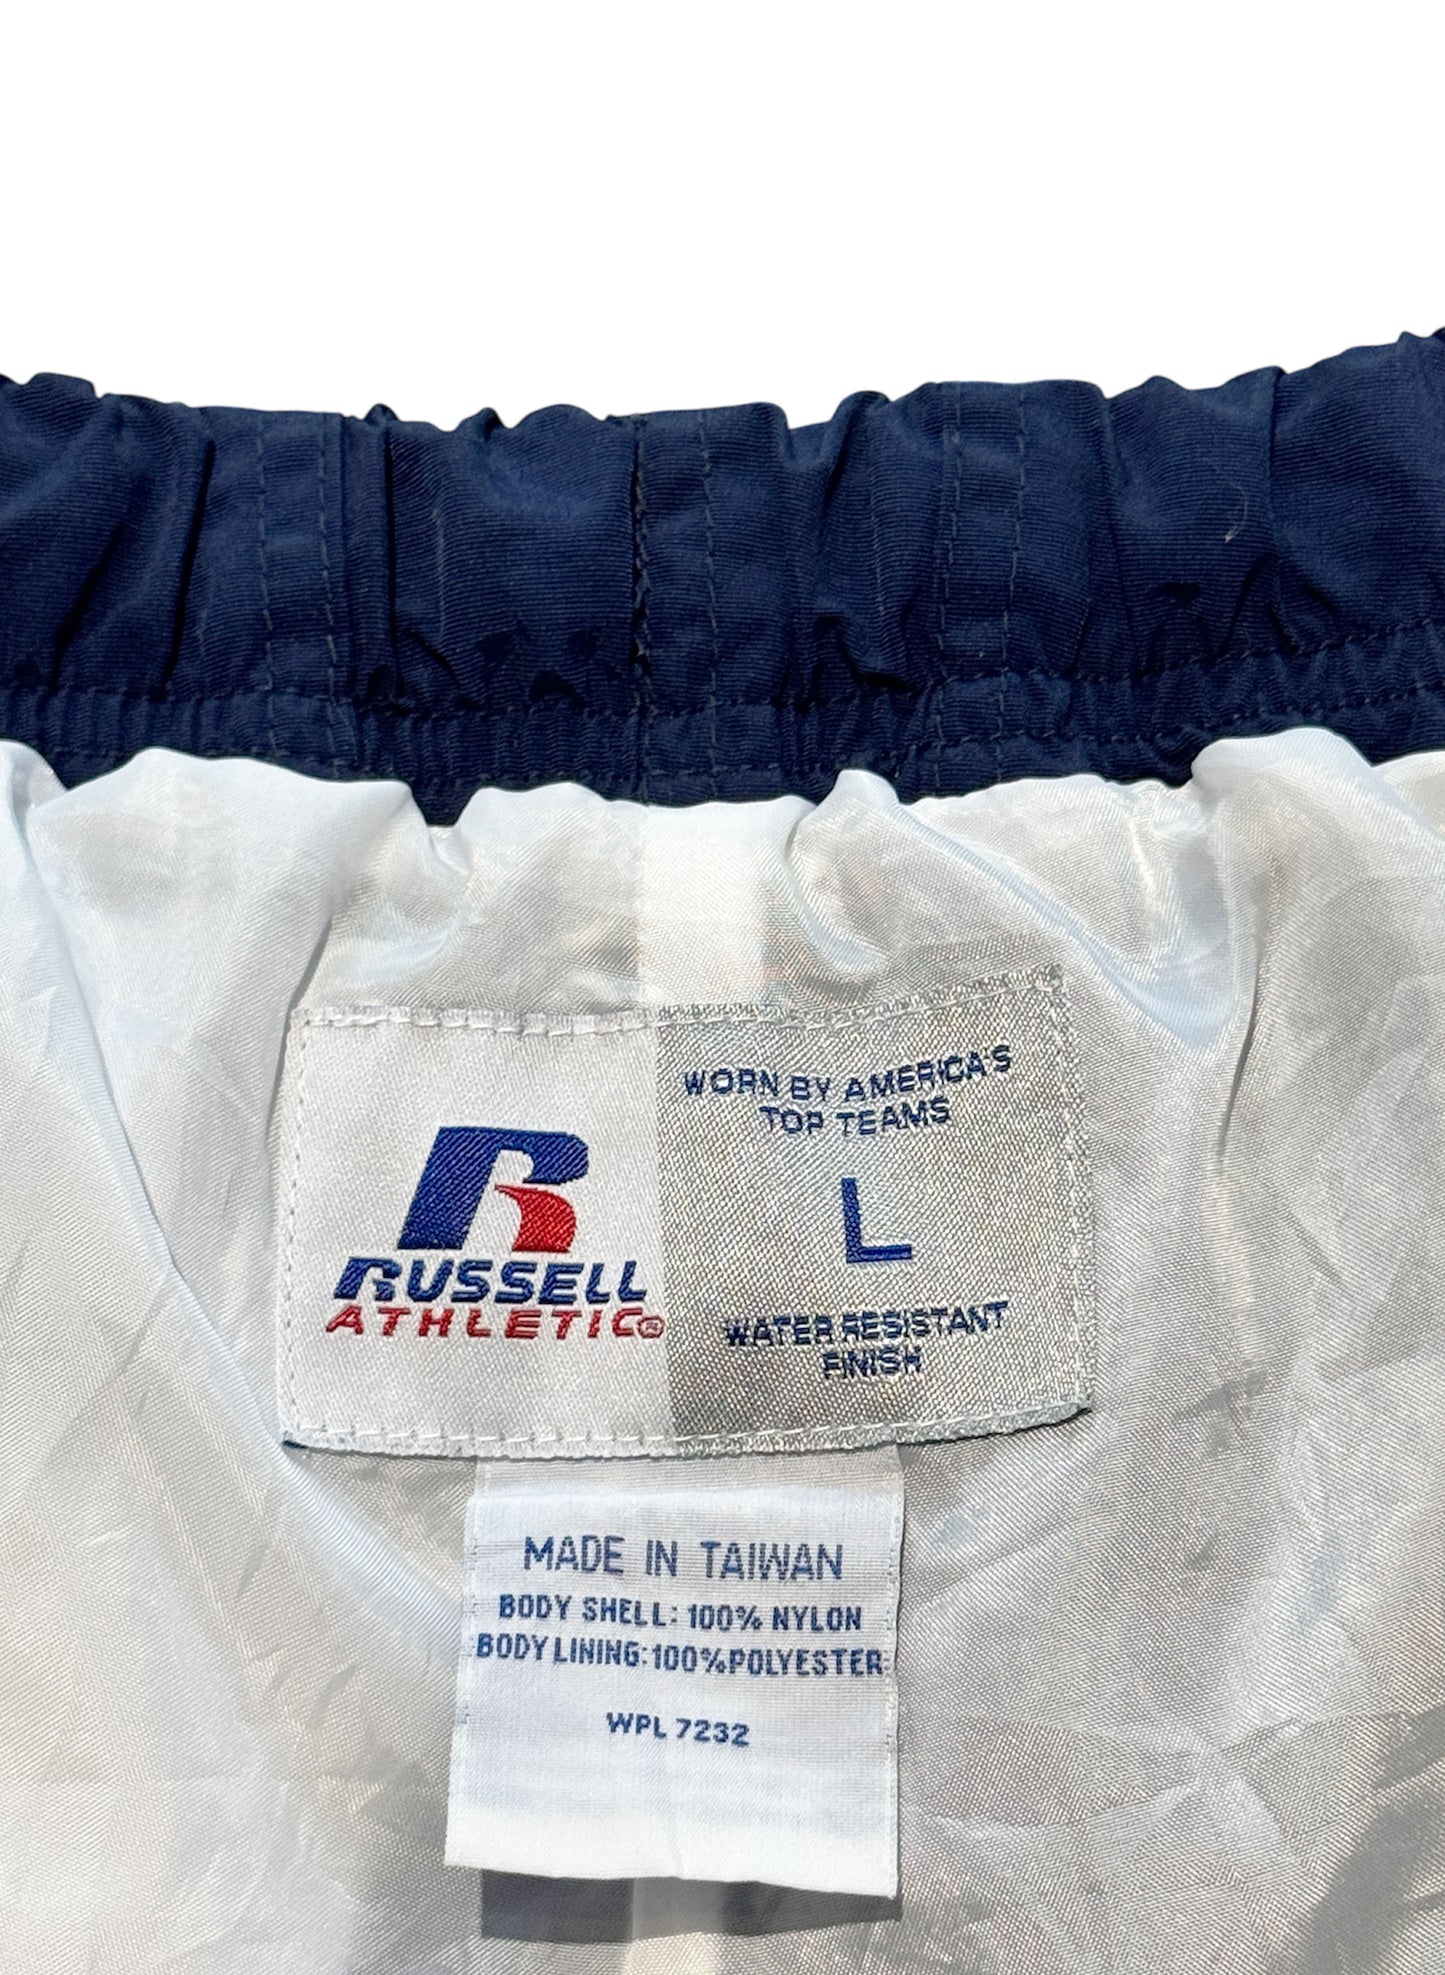 RUSSELL
ATHLETIC®
WORN BY AMERICA'S
TOP TEAMS
L
WATER RESISTANT
FINISH
MADE IN TAIWAN
BODY SHELL: 100% NYLON
BODY LINING: 100% POLYESTER
WPL 7232